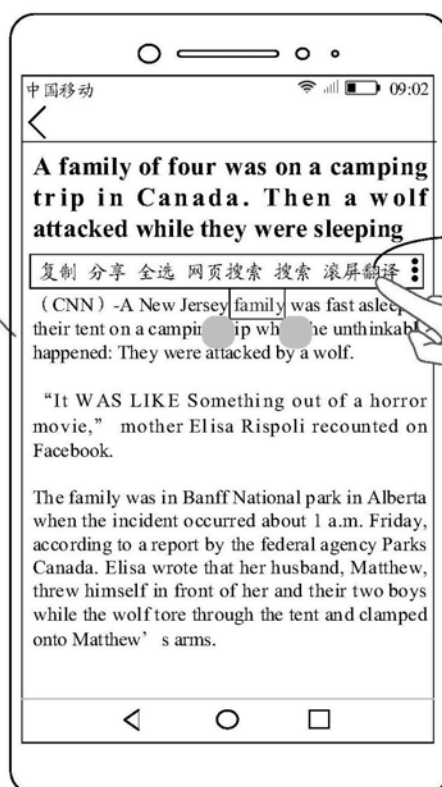 中国移动 09:02
A family of four was on a camping
trip in Canada. Then a wolf
attacked while they were sleeping
复制 分享 全选 网页搜索 搜索 滚屏翻译
(CNN) -A New Jersey family was fast
their tent on a the
happened: They were attacked by a wolf.
“It WAS LIKE Something out of a horror
movie,” mother Elisa Rispoli recounted on
Facebook.
The family was in Banff National park in Alberta
when the incident occurred about 1 a.m. Friday,
according to a report by the federal agency Parks
Canada. Elisa wrote that her husband, Matthew,
threw himself in front of her and their two boys
while the wolf tore through the tent and clamped
onto Matthew’ s arms.